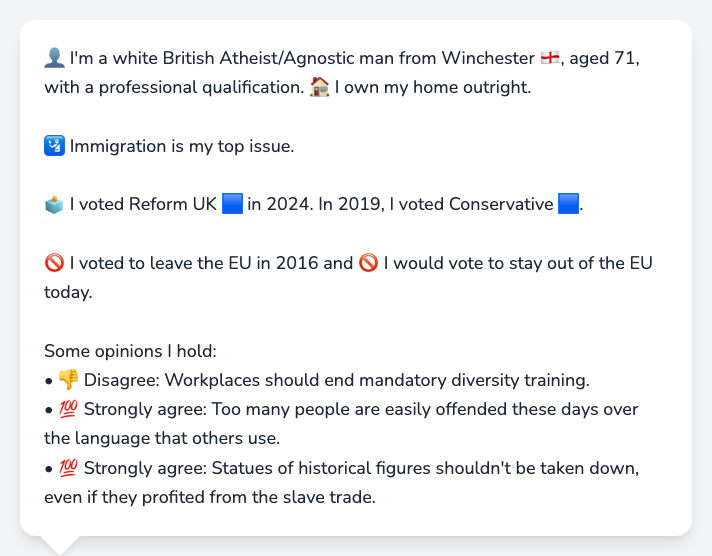 👤 I'm a white British Atheist/Agnostic man from Winchester 🏴󠁧󠁢󠁥󠁮󠁧󠁿, aged 71,
with a professional qualification. 🏠 I own my home outright.
🛂 Immigration is my top issue.
🗳️ I voted Reform UK 🟦 in 2024. In 2019, I voted Conservative 🟦.
🚫 I voted to leave the EU in 2016 and 🚫 I would vote to stay out of the EU
today.
Some opinions I hold:
• 👎 Disagree: Workplaces should end mandatory diversity training.
• 💯 Strongly agree: Too many people are easily offended these days over
the language that others use.
• 💯 Strongly agree: Statues of historical figures shouldn't be taken down,
even if they profited from the slave trade.